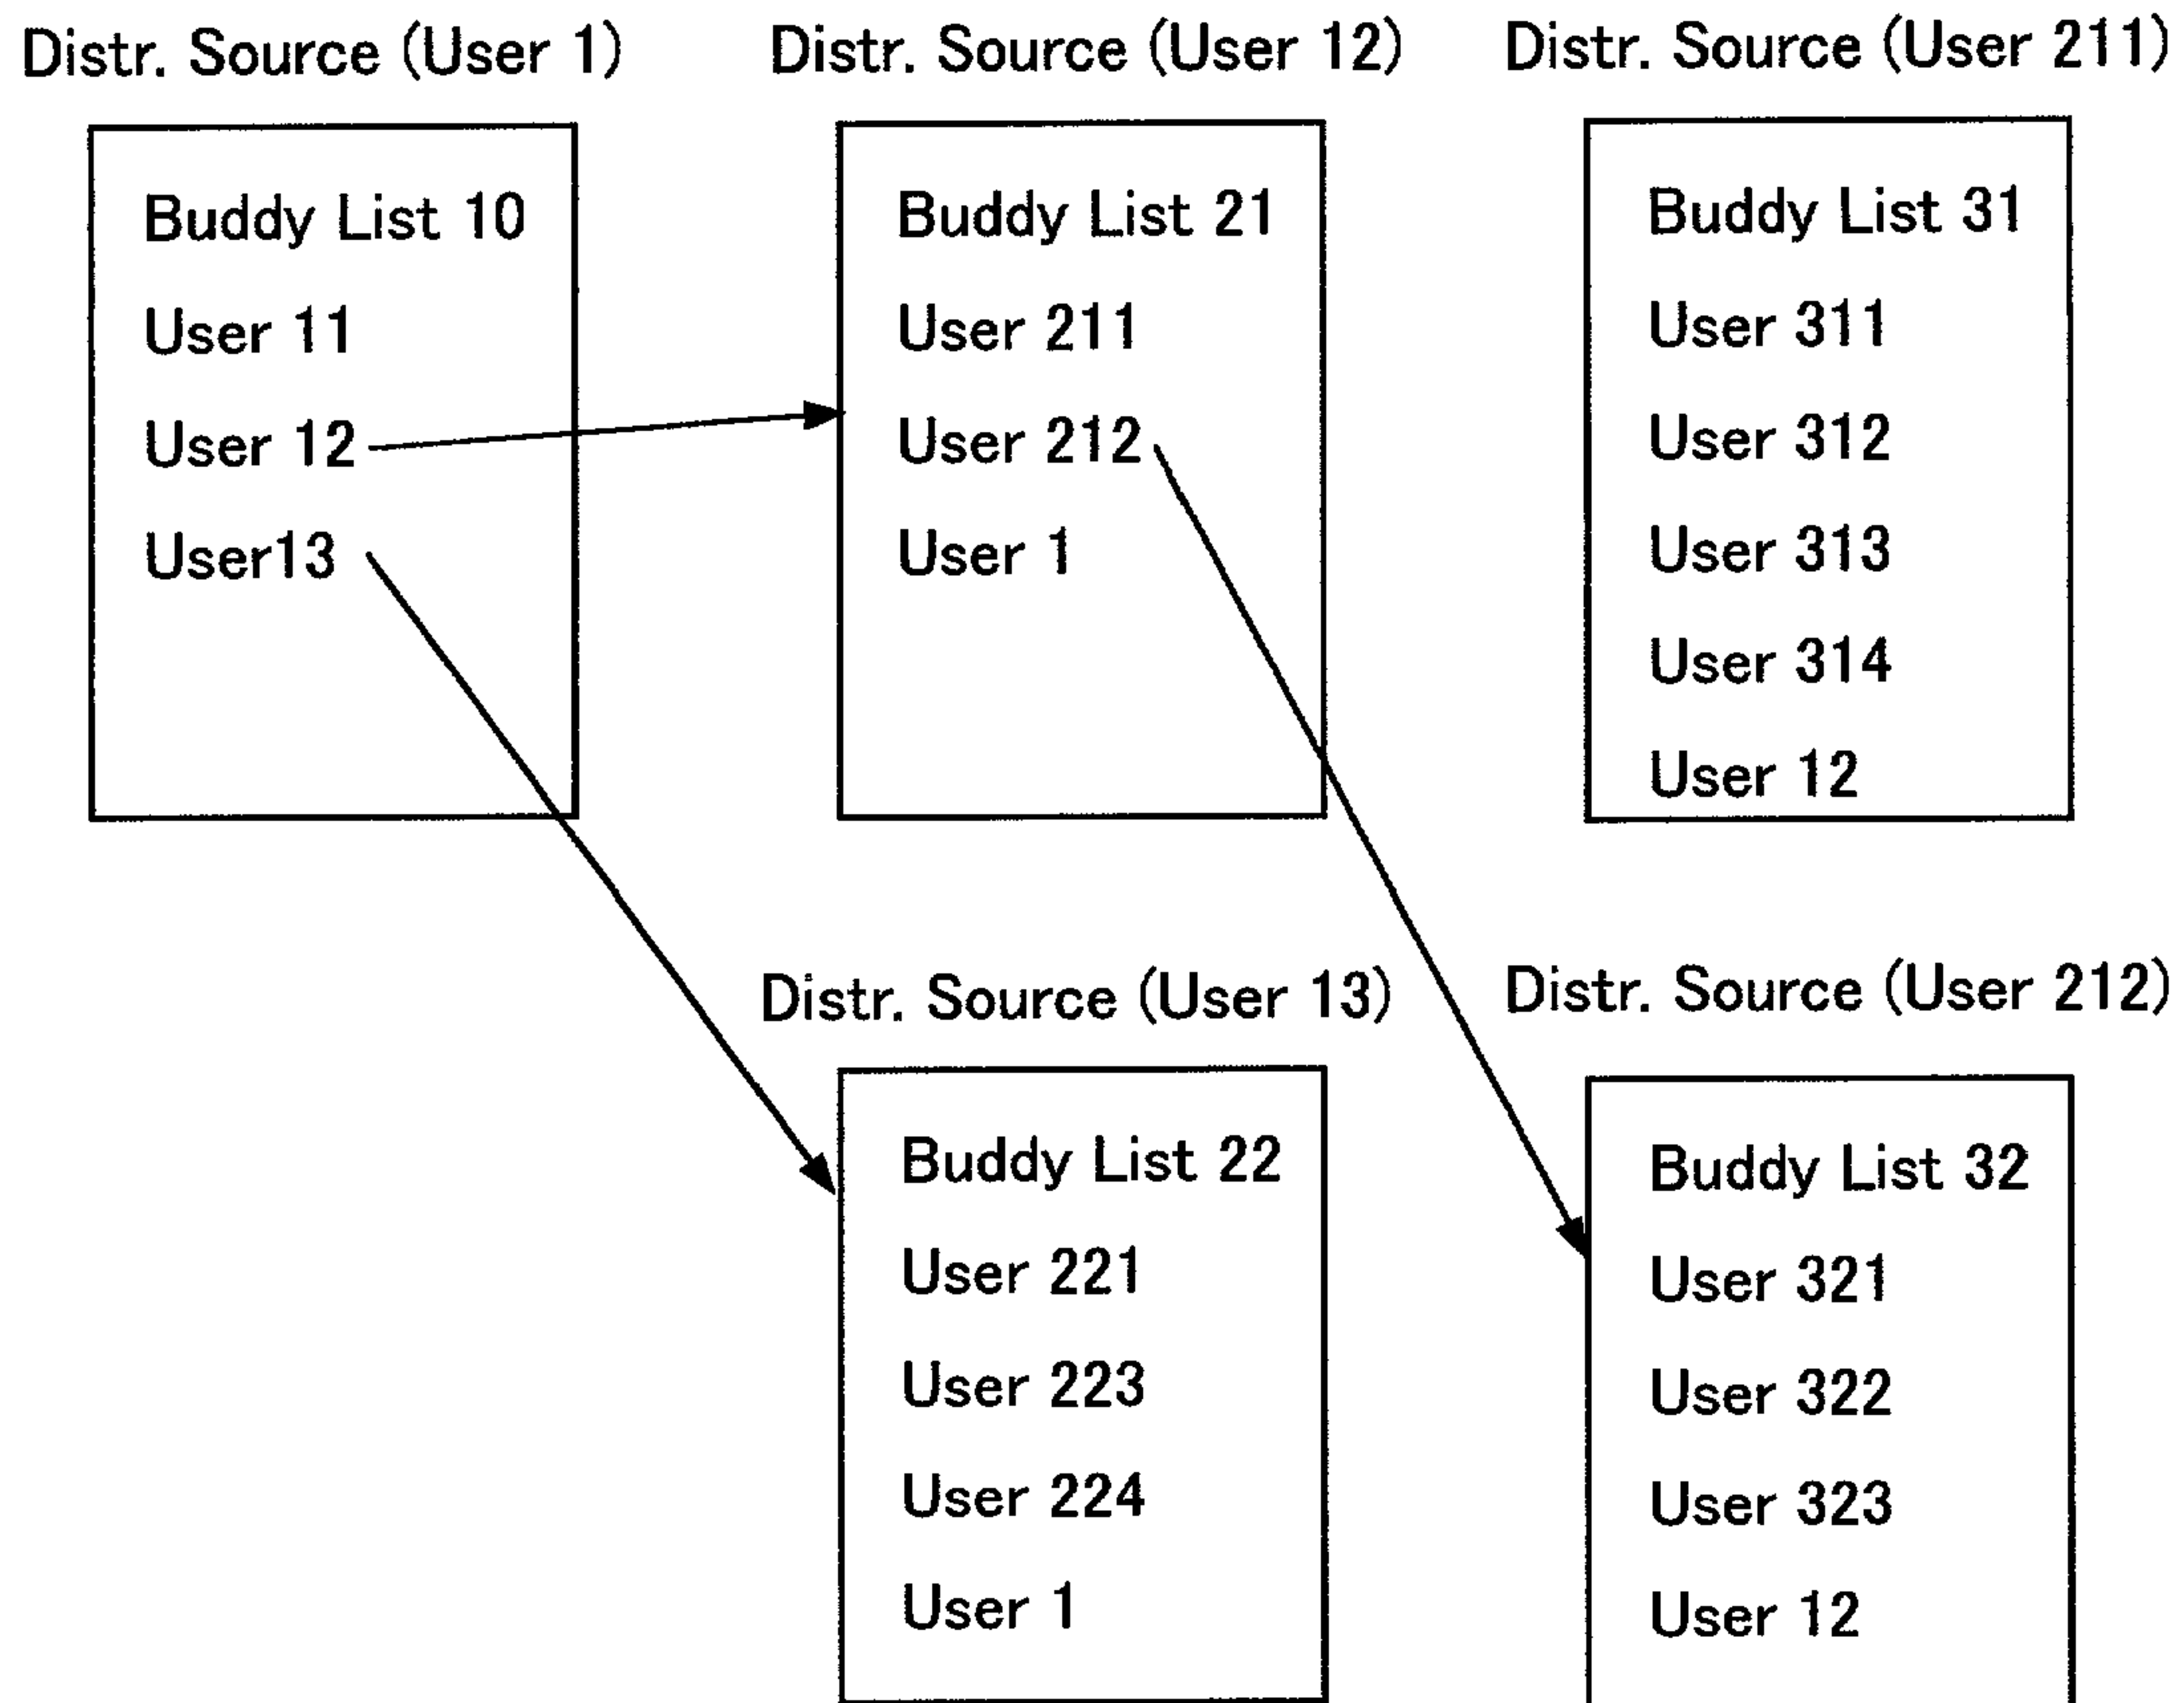 Distr. Source (User 1)
Buddy List 10
User 11
User 12
User13
Distr. Source (User 12)
Buddy List 21
User 211
User 212
User 1
Distr. Source (User 211)
Buddy List 31
User 311
User 312
User 313
User 314
User 12
Distr. Source (User 13)
Buddy List 22
User 221
User 223
User 224
User 1
Distr. Source (User 212)
Buddy List 32
User 321
User 322
User 323
User 12